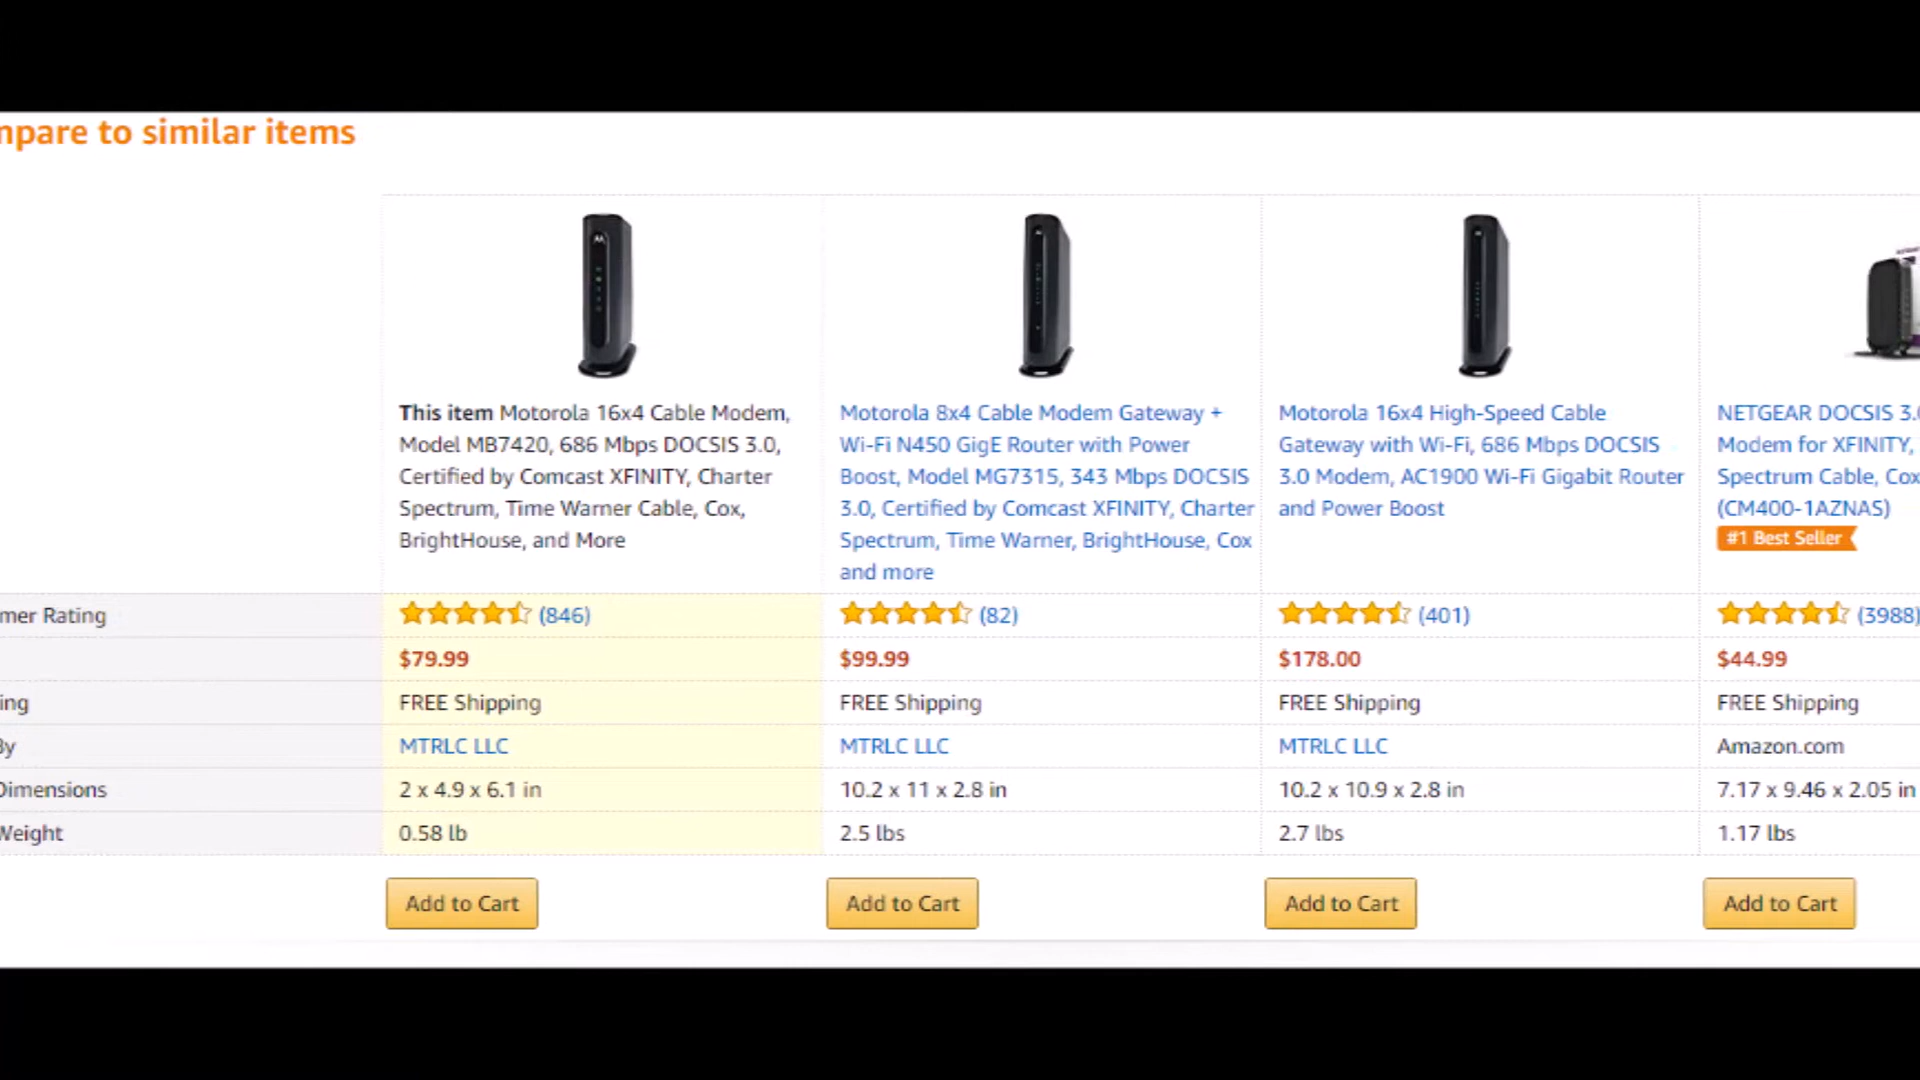 mpare to similar items
This item Motorola 16x4 Cable Modem,
Model MB7420, 686 Mbps DOCSIS 3.0,
Certified by Comcast XFINITY, Charter
Spectrum, Time Warner Cable, Cox,
BrightHouse, and More
Motorola 8x4 Cable Modem Gateway +
Wi-Fi N450 GigE Router with Power
Boost, Model MG7315, 343 Mbps DOCSIS
3.0, Certified by Comcast XFINITY, Charter
Spectrum, Time Warner, BrightHouse, Cox
and more
Motorola 16x4 High-Speed Cable
Gateway with Wi-Fi, 686 Mbps DOCSIS
3.0 Modem, AC1900 Wi-Fi Gigabit Router
and Power Boost
NETGEAR DOCSIS 3.0
Modem for XFINITY,
Spectrum Cable, Cox
(CM400-1AZNAS)
#1 Best Seller
mer Rating (846) (82) (401) (3988)
$79.99 $99.99 $178.00 $44.99
ing FREE Shipping FREE Shipping FREE Shipping FREE Shipping
By MTRLC LLC MTRLC LLC MTRLC LLC Amazon.com
Dimensions 2 x 4.9 x 6.1 in 10.2 x 11 x 2.8 in 10.2 x 10.9 x 2.8 in 7.17 x 9.46 x 2.05 in
Weight 0.58 lb 2.5 lbs 2.7 lbs 1.17 lbs
Add to Cart Add to Cart Add to Cart Add to Cart